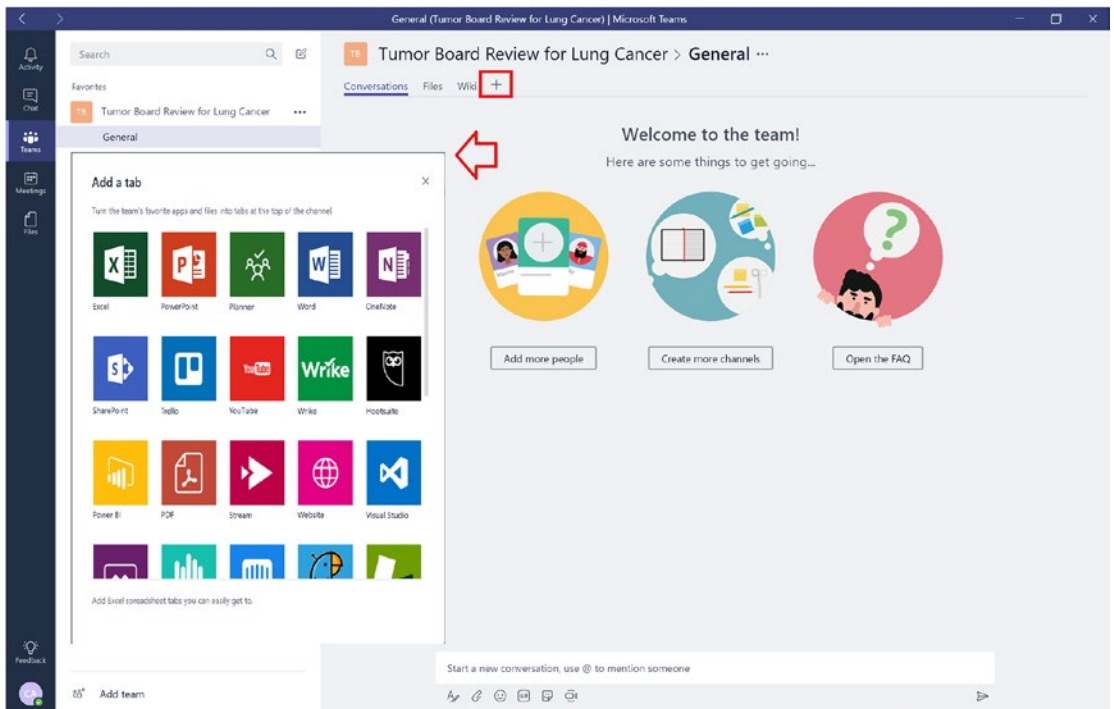 General (Tumor Board Review for Lung Cancer) | Microsoft Teams
Activity
Chat
Teams
Meetings
Files
Feedback
CA
Search
Favorites
TB Tumor Board Review for Lung Cancer ...
General
TB Tumor Board Review for Lung Cancer > General ...
Conversations Files Wiki +
Add a tab
Turn the team's favorite apps and files into tabs at the top of the channel
Excel PowerPoint Planner Word OneNote
SharePoint Trello YouTube Wrike Hootsuite
Power BI PDF Stream Website Visual Studio
Add Excel spreadsheet tabs you can easily get to.
Add team
Welcome to the team!
Here are some things to get going...
Add more people Create more channels Open the FAQ
Start a new conversation, use @ to mention someone
GIF